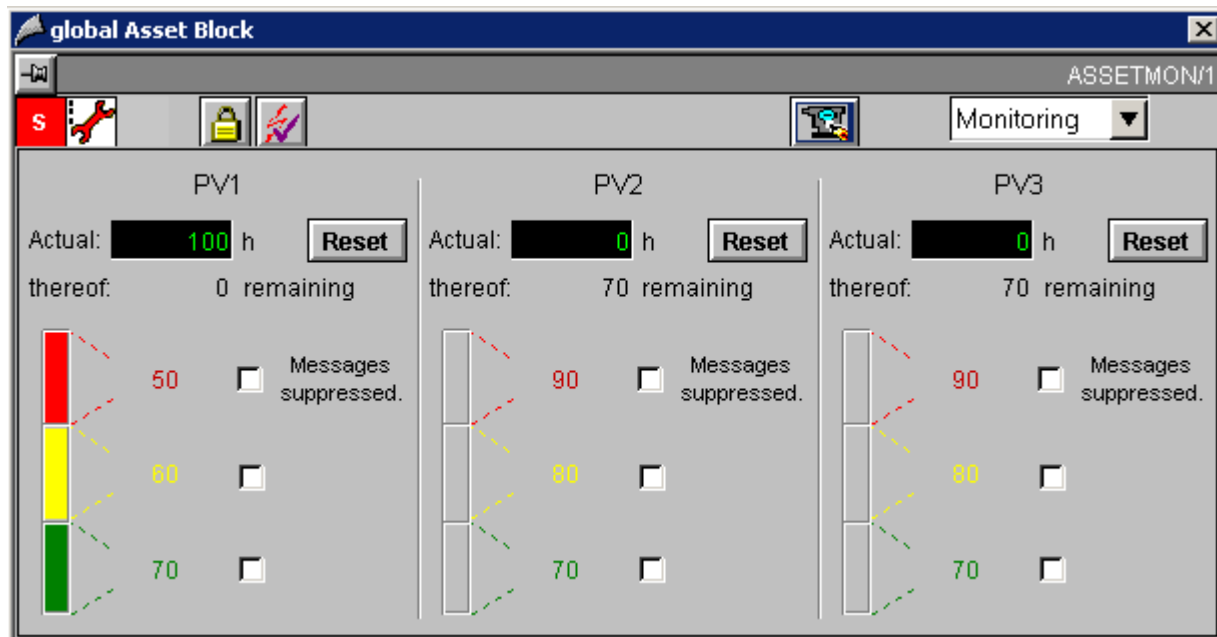 global Asset Block
ASSETMON/1
S
Monitoring
PV1
Actual: 100 h Reset
thereof: 0 remaining
50 Messages suppressed.
60
70
PV2
Actual: 0 h Reset
thereof: 70 remaining
90 Messages suppressed.
80
70
PV3
Actual: 0 h Reset
thereof: 70 remaining
90 Messages suppressed.
80
70